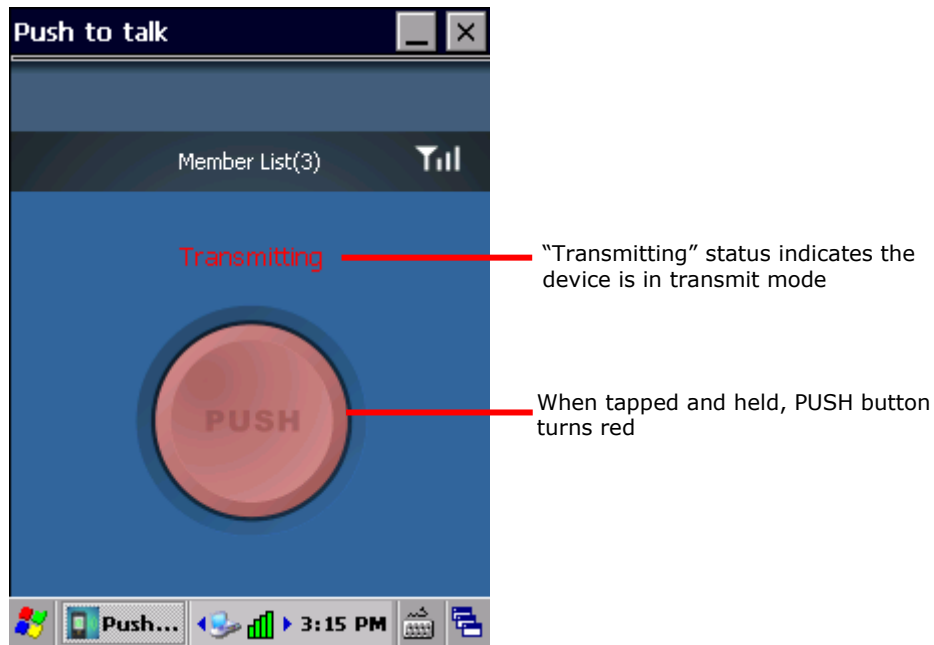 Push to talk
Member List(3)
Transmitting
“Transmitting” status indicates the
device is in transmit mode
PUSH
When tapped and held, PUSH button
turns red
Push...
3:15 PM